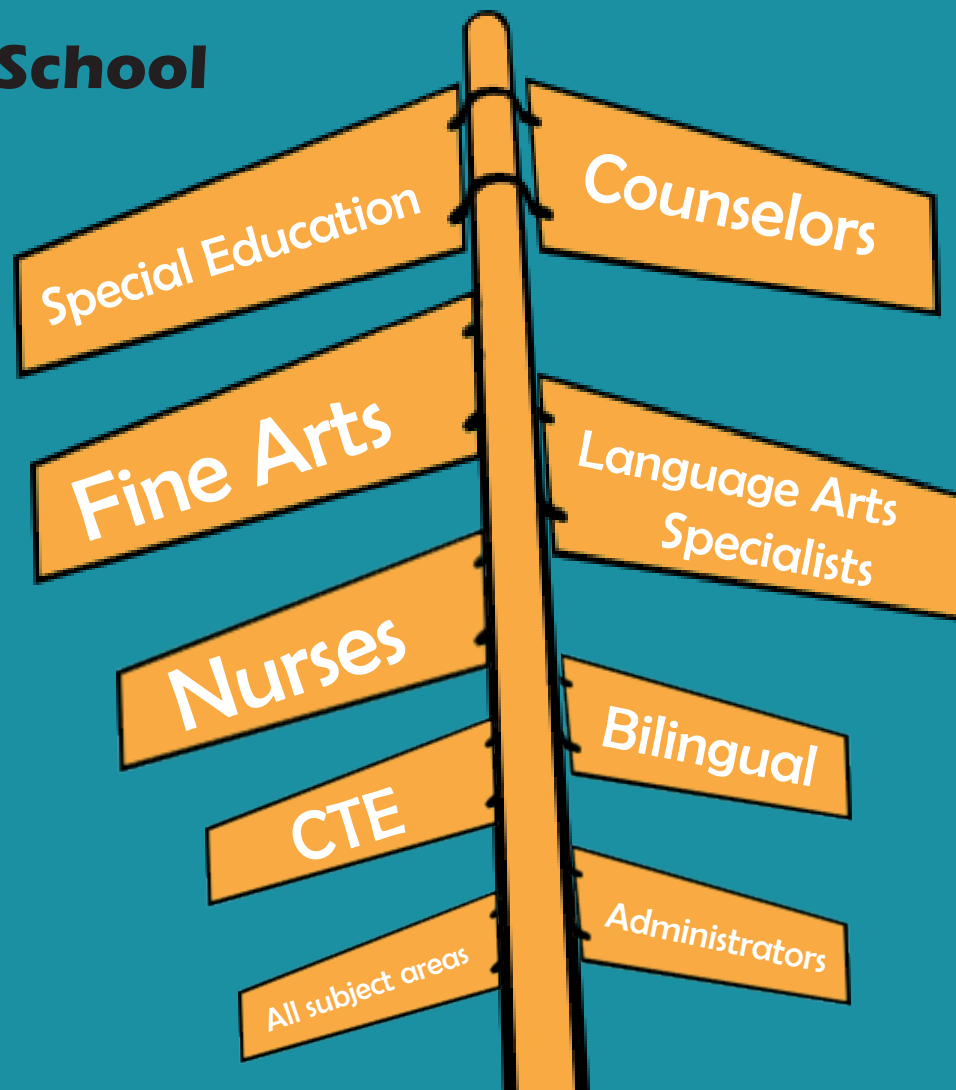 School
Special Education
Counselors
Fine Arts
Language Arts
Specialists
Nurses
Bilingual
CTE
Administrators
All subject areas